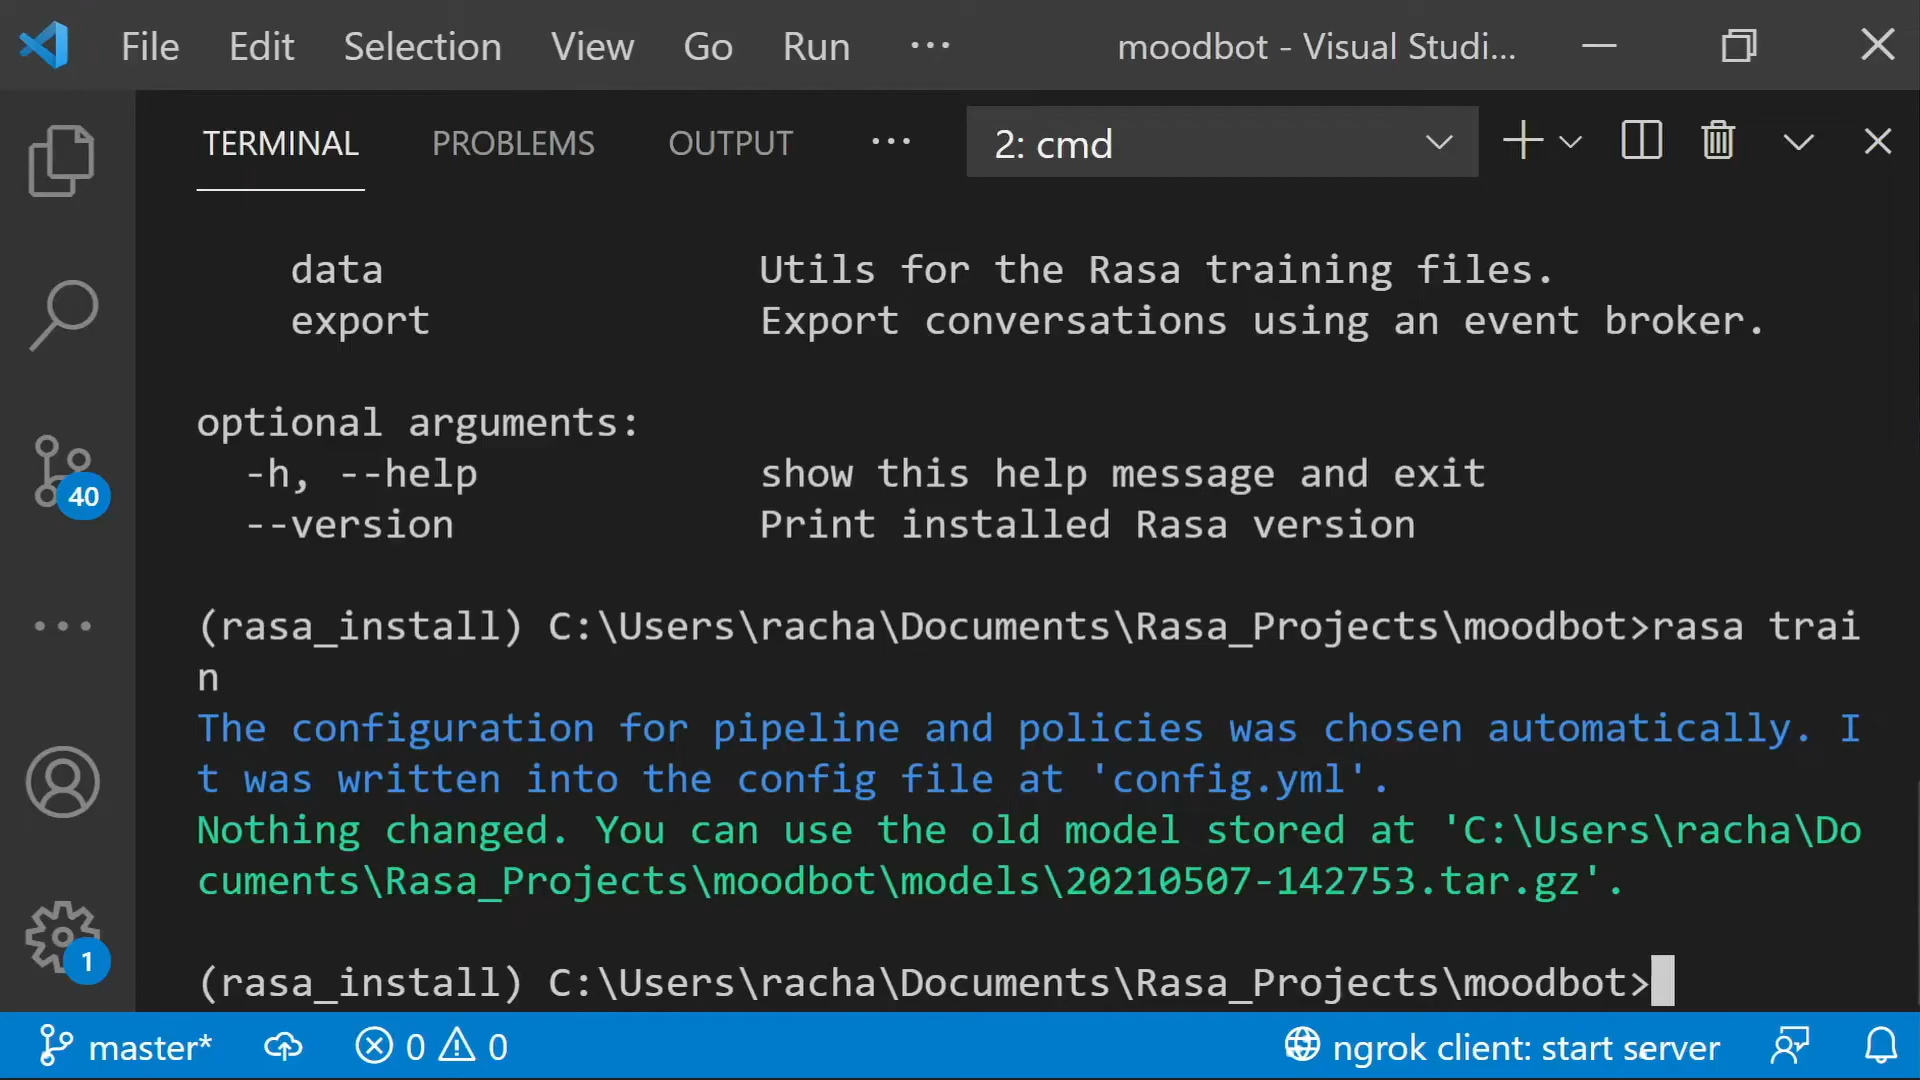 File Edit Selection View Go Run ··· moodbot - Visual Studi...
TERMINAL PROBLEMS OUTPUT ··· 2: cmd
data Utils for the Rasa training files.
export Export conversations using an event broker.
optional arguments:
-h, --help show this help message and exit
--version Print installed Rasa version
(rasa_install) C:\Users\racha\Documents\Rasa_Projects\moodbot>rasa trai
n
The configuration for pipeline and policies was chosen automatically. I
t was written into the config file at 'config.yml'.
Nothing changed. You can use the old model stored at 'C:\Users\racha\Do
cuments\Rasa_Projects\moodbot\models\20210507-142753.tar.gz'.
(rasa_install) C:\Users\racha\Documents\Rasa_Projects\moodbot>
40
1
master* 0 0 ngrok client: start server